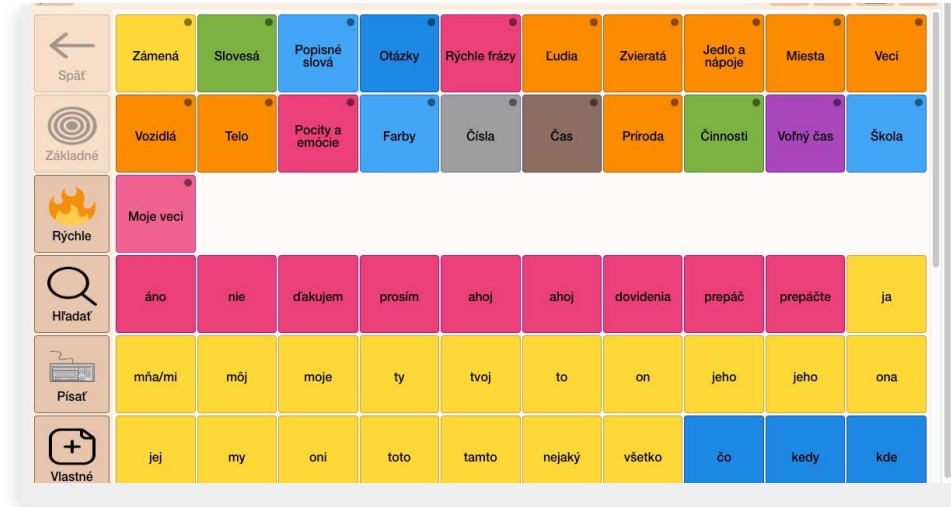 Späť
Zámená
Slovesá
Popisné
slová
Otázky
Rýchle frázy
Ľudia
Zvieratá
Jedlo a
nápoje
Miesta
Veci
Základné
Vozidlá
Telo
Pocity a
emócie
Farby
Čísla
Čas
Príroda
Činnosti
Voľný čas
Škola
Rýchle
Moje veci
Hľadať
áno
nie
ďakujem
prosím
ahoj
ahoj
dovidenia
prepáč
prepáčte
ja
Písať
mňa/mi
môj
moje
ty
tvoj
to
on
jeho
jeho
ona
Vlastné
jej
my
oni
toto
tamto
nejaký
všetko
čo
kedy
kde